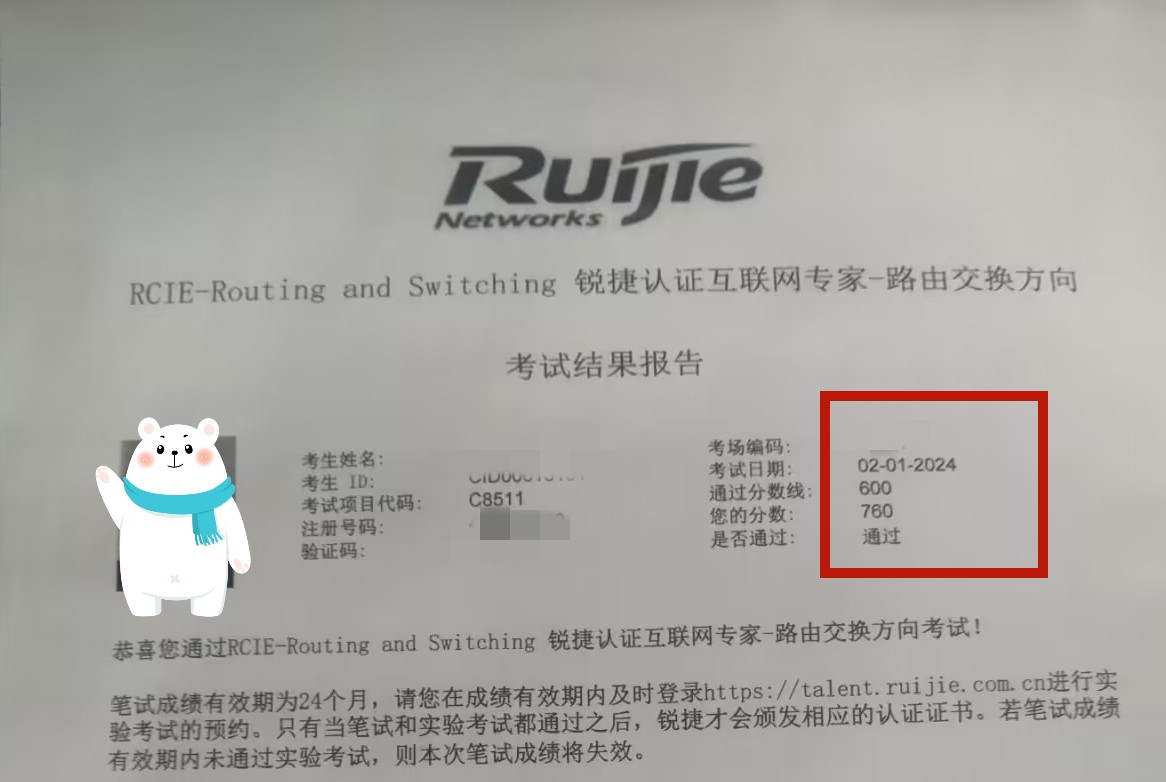 Ruijie
Networks
RCIE-Routing and Switching 锐捷认证互联网专家-路由交换方向
考试结果报告
考生姓名:
考生 ID:
考试项目代码: C8511
注册号码:
验证码:
考场编码:
考试日期: 02-01-2024
通过分数线: 600
您的分数: 760
是否通过: 通过
恭喜您通过RCIE-Routing and Switching 锐捷认证互联网专家-路由交换方向考试!
笔试成绩有效期为24个月，请您在成绩有效期内及时登录https://talent.ruijie.com.cn进行实
验考试的预约。只有当笔试和实验考试都通过之后，锐捷才会颁发相应的认证证书。若笔试成绩
有效期内未通过实验考试，则本次笔试成绩将失效。